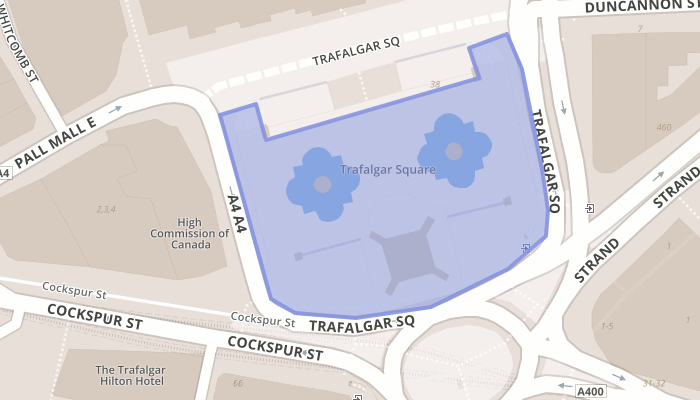 DUNCANNON ST
WHITCOMB ST
TRAFALGAR SQ
7
38
PALL MALL E
TRAFALGAR SQ
460
A4
Trafalgar Square
STRAND
2,3,4
A4 A4
High
Commission of
Canada
STRAND
1
Cockspur St
COCKSPUR ST
Cockspur St
TRAFALGAR SQ
1-5
1
COCKSPUR ST
The Trafalgar
Hilton Hotel
66
A400
31-32